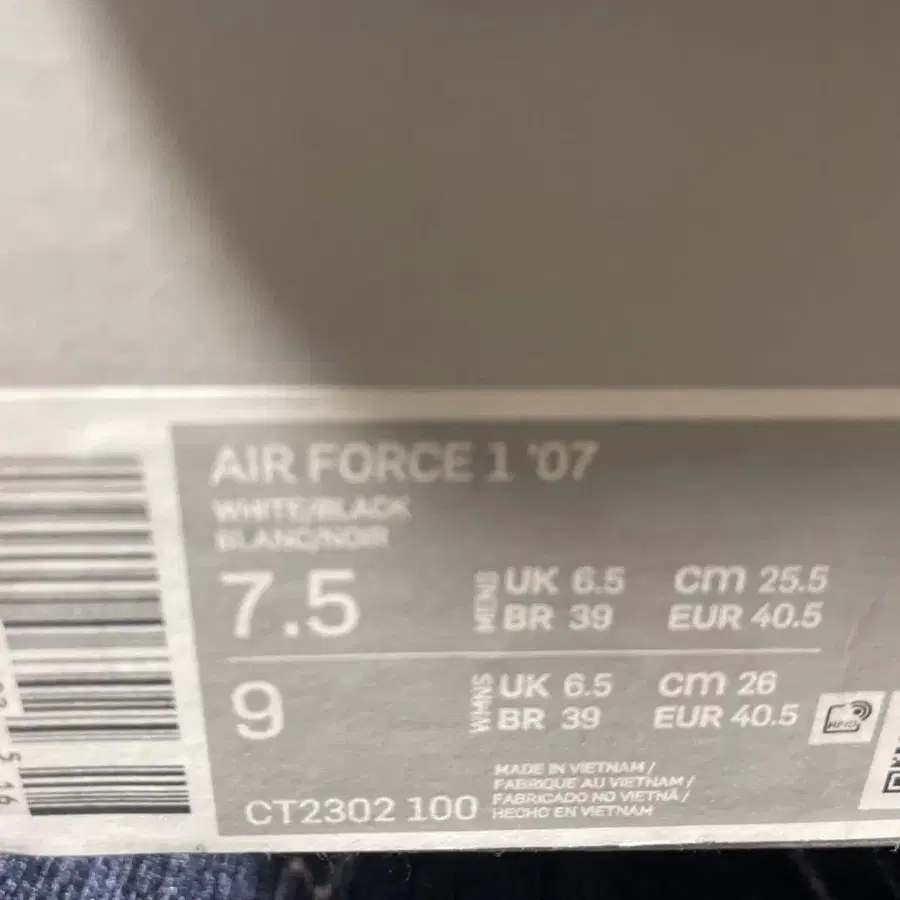 AIR FORCE 1 '07
WHITE/BLACK
BLANC/NOIR
7.5 MENS UK 6.5 cm 25.5
BR 39 EUR 40.5
9 WMNS UK 6.5 cm 26
BR 39 EUR 40.5
RFID
MADE IN VIETNAM /
FABRIQUE AU VIETNAM /
FABRICADO NO VIETNÃ /
HECHO EN VIETNAM
CT2302 100